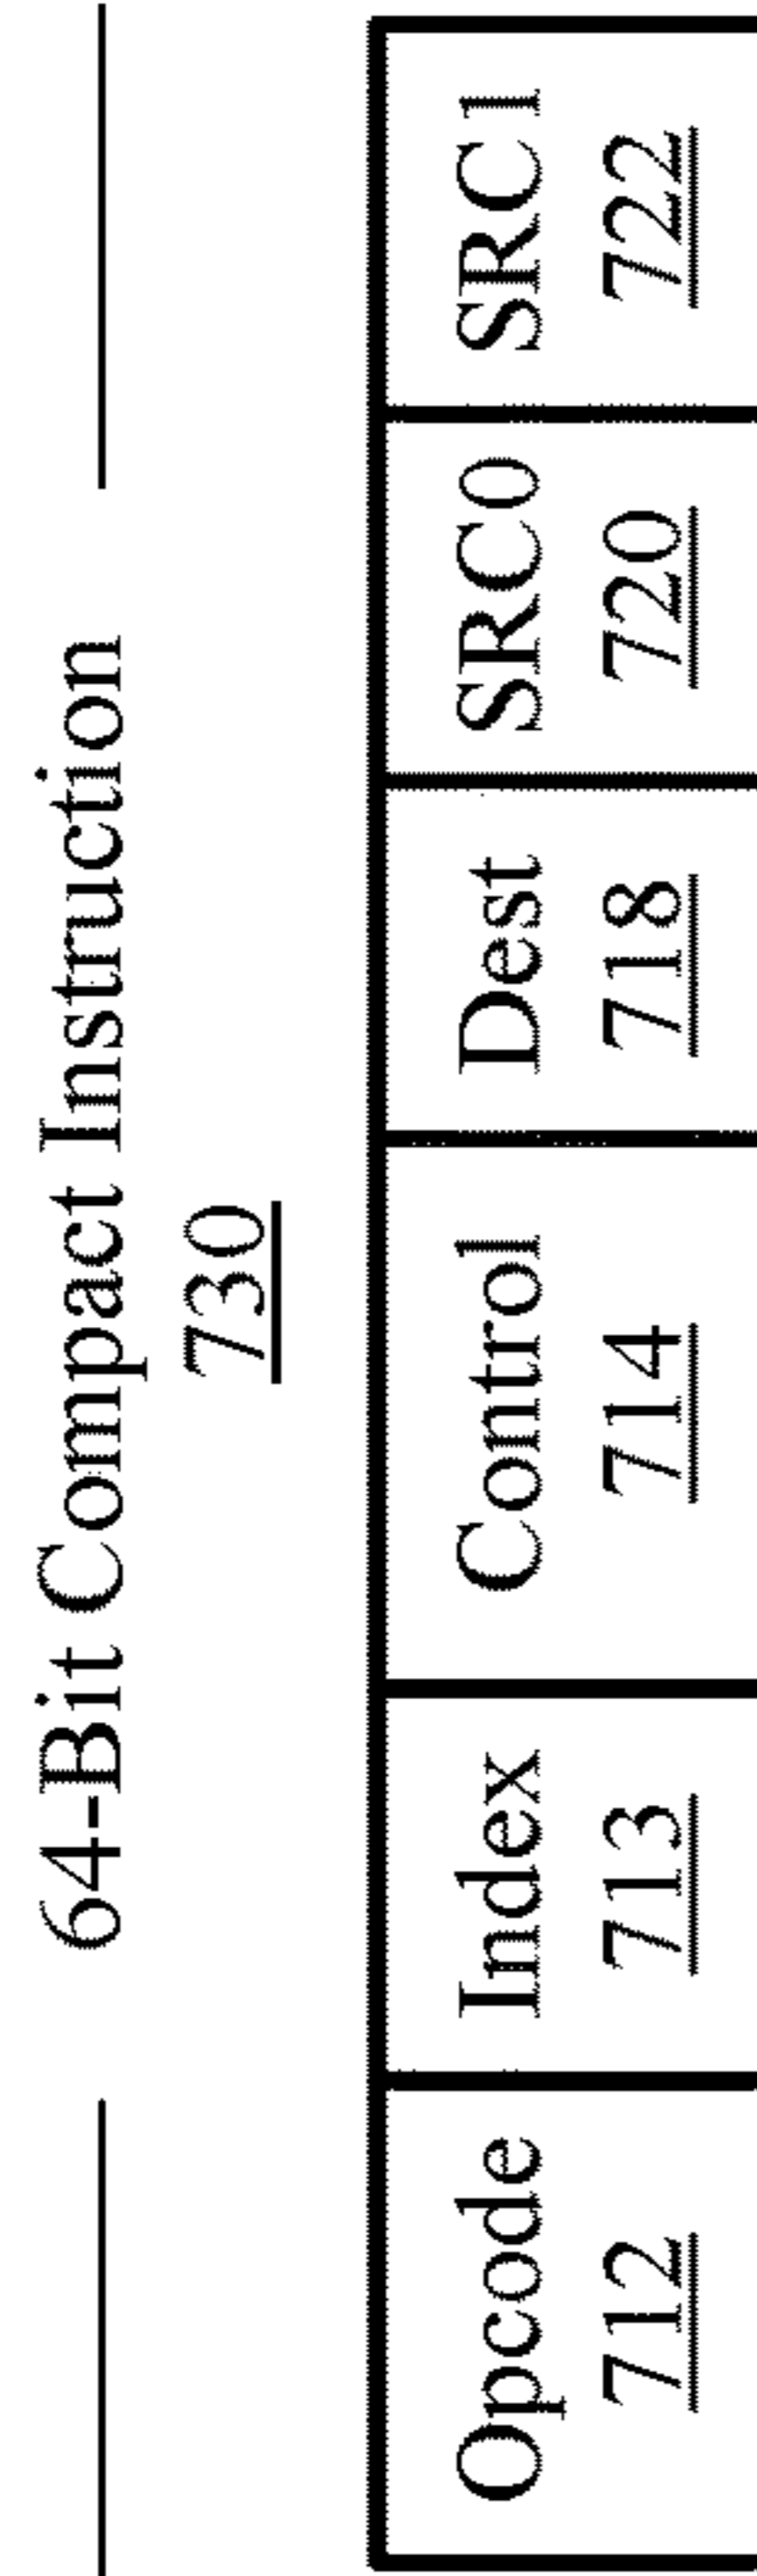 64-Bit Compact Instruction
730
Opcode Index Control Dest SRC0 SRC1
712 713 714 718 720 722